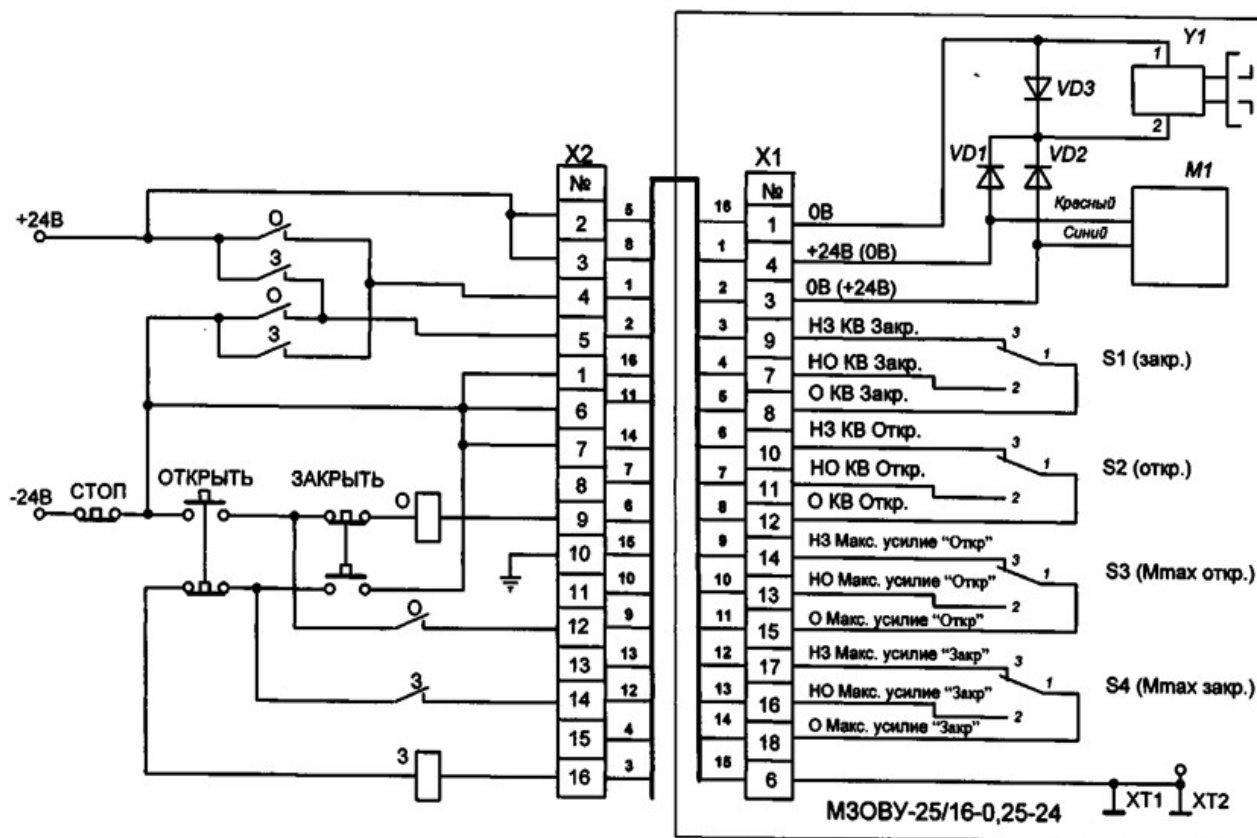 +24В
О
З
О
З
-24В
СТОП
ОТКРЫТЬ
ЗАКРЫТЬ
О
О
З
З
X2
№
2 5
3 8
4 1
5 2
1 16
6 11
7 14
8 7
9 6
10 15
11 10
12 9
13 13
14 12
15 4
16 3
X1
№
16 1 0В
1 4 +24В (0В)
2 3 0В (+24В)
3 9 НЗ КВ Закр.
4 7 НО КВ Закр.
5 8 О КВ Закр.
6 10 НЗ КВ Откр.
7 11 НО КВ Откр.
8 12 О КВ Откр.
9 14 НЗ Макс. усилие "Откр"
10 13 НО Макс. усилие "Откр"
11 15 О Макс. усилие "Откр"
12 17 НЗ Макс. усилие "Закр"
13 16 НО Макс. усилие "Закр"
14 18 О Макс. усилие "Закр"
15 6
VD3
VD1
VD2
1
2
Y1
Красный
Синий
M1
3
1
2
S1 (закр.)
3
1
2
S2 (откр.)
3
1
2
S3 (Mmax откр.)
3
1
2
S4 (Mmax закр.)
XT1
XT2
МЗОВУ-25/16-0,25-24